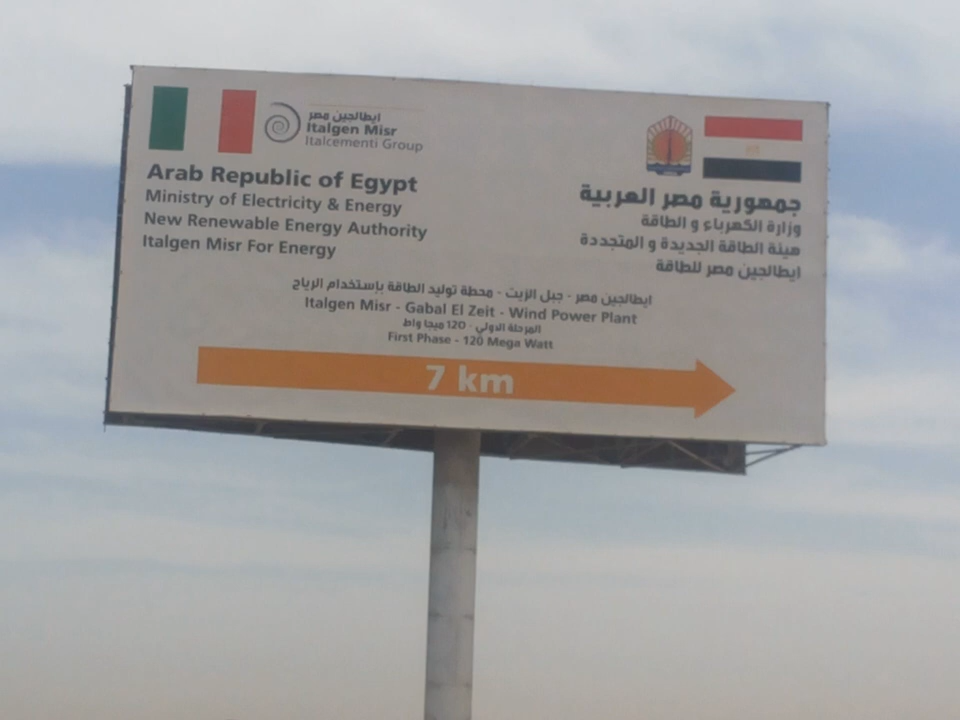 ايطالجين مصر
Italgen Misr
Italcementi Group
Arab Republic of Egypt
Ministry of Electricity & Energy
New Renewable Energy Authority
Italgen Misr For Energy
جمهورية مصر العربية
وزارة الكهرباء و الطاقة
هيئة الطاقة الجديدة و المتجددة
ايطالجين مصر للطاقة
ايطالجين مصر - جبل الزيت - محطة توليد الطاقة بإستخدام الرياح
Italgen Misr - Gabal El Zeit - Wind Power Plant
المرحلة الاولي - 120 ميجا واط
First Phase - 120 Mega Watt
7 km